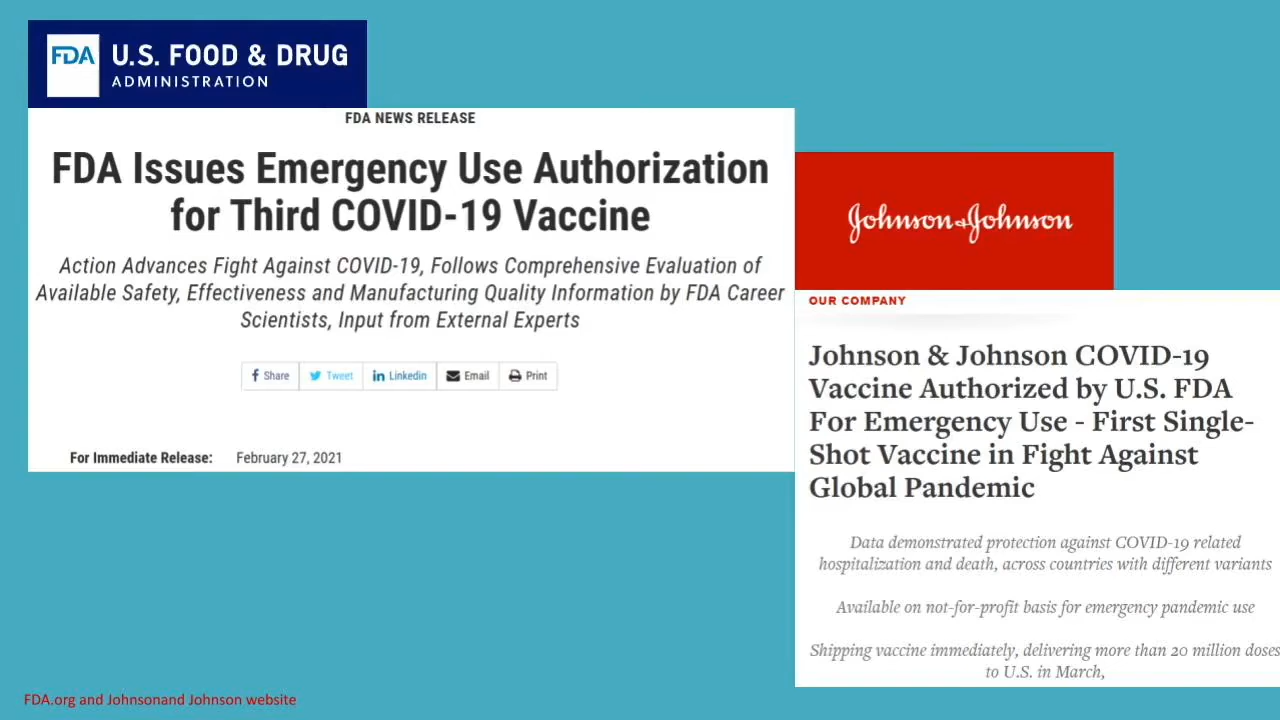 FDA U.S. FOOD & DRUG
ADMINISTRATION
FDA NEWS RELEASE
FDA Issues Emergency Use Authorization
for Third COVID-19 Vaccine
Action Advances Fight Against COVID-19, Follows Comprehensive Evaluation of
Available Safety, Effectiveness and Manufacturing Quality Information by FDA Career
Scientists, Input from External Experts
Share Tweet Linkedin Email Print
For Immediate Release: February 27, 2021
Johnson & Johnson
OUR COMPANY
Johnson & Johnson COVID-19
Vaccine Authorized by U.S. FDA
For Emergency Use - First Single-
Shot Vaccine in Fight Against
Global Pandemic
Data demonstrated protection against COVID-19 related
hospitalization and death, across countries with different variants
Available on not-for-profit basis for emergency pandemic use
Shipping vaccine immediately, delivering more than 20 million doses
to U.S. in March,
FDA.org and Johnsonand Johnson website